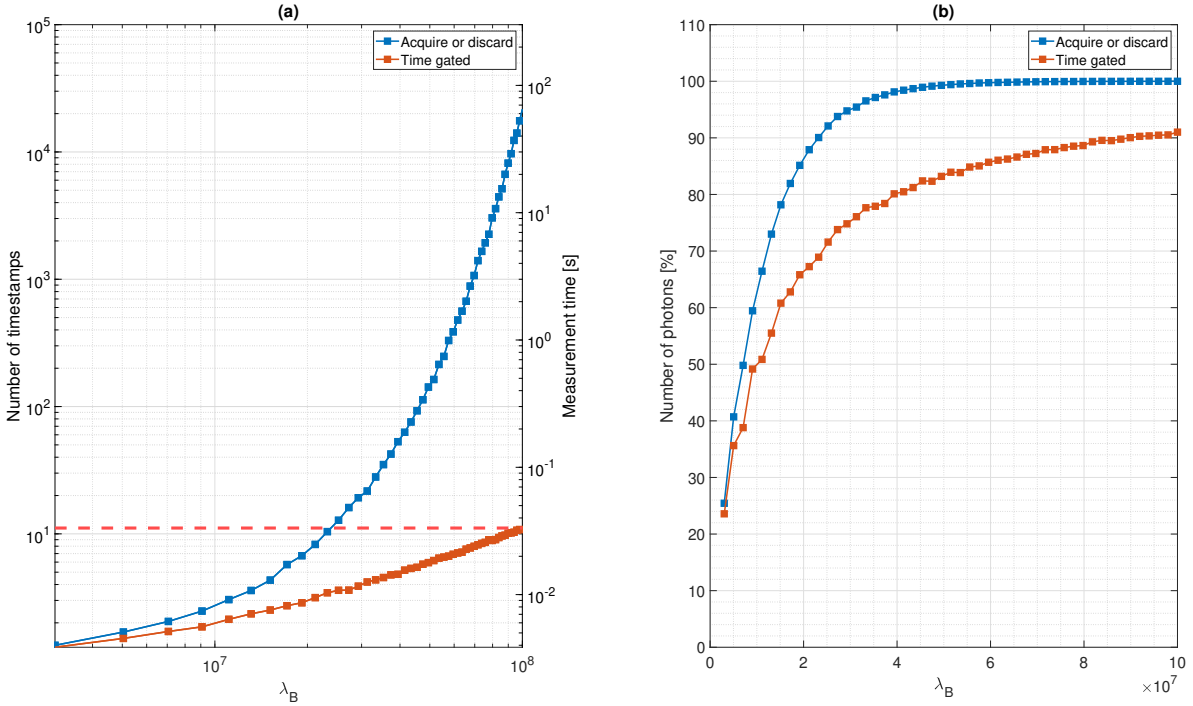 (a)
Acquire or discard
Time gated
10^5
10^4
10^3
10^2
10^1
Number of timestamps
10^2
10^1
10^0
10^-1
10^-2
Measurement time [s]
10^7
10^8
λ_B
(b)
Acquire or discard
Time gated
110
100
90
80
70
60
50
40
30
20
10
0
Number of photons [%]
0
2
4
6
8
10
λ_B
×10^7